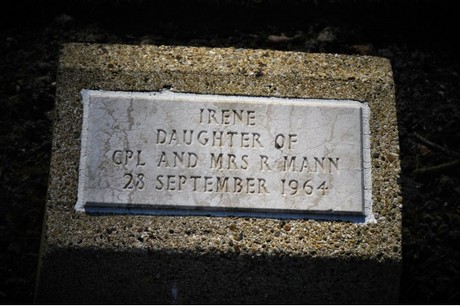 IRENE
DAUGHTER OF
CPL AND MRS R MANN
28 SEPTEMBER 1964